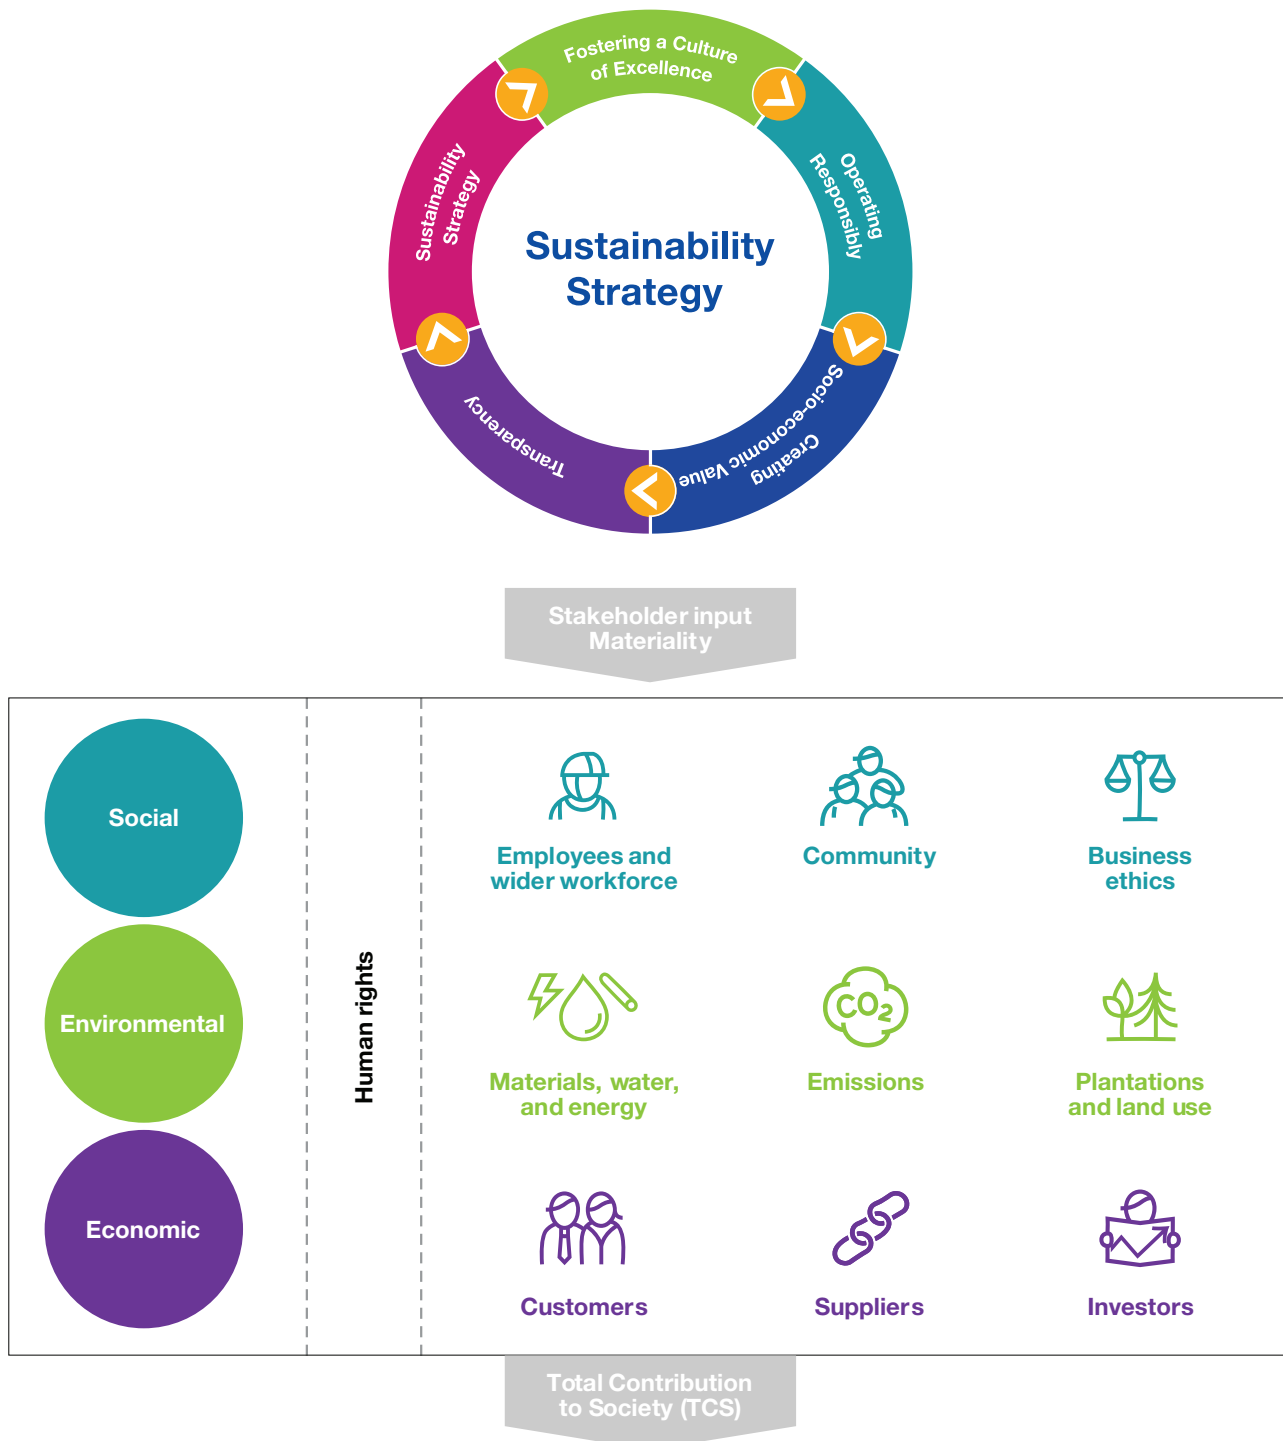 Fostering a Culture
of Excellence
Operating
Responsibly
Creating
Socio-economic Value
Transparency
Sustainability
Strategy
Sustainability
Strategy
Stakeholder input
Materiality
Social
Employees and
wider workforce
Community
Business
ethics
Human rights
Environmental
CO2
Materials, water,
and energy
Emissions
Plantations
and land use
Economic
Customers
Suppliers
Investors
Total Contribution
to Society (TCS)